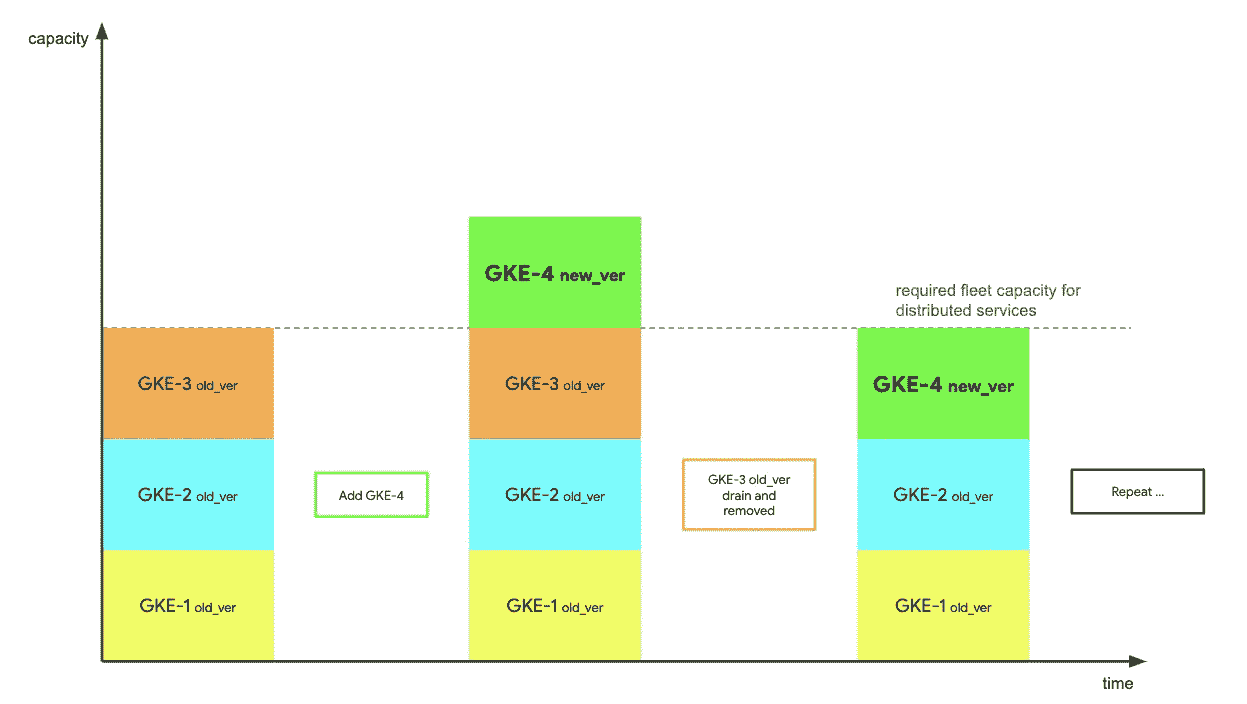 capacity
GKE-4 new_ver
required fleet capacity for
distributed services
GKE-3 old_ver
GKE-3 old_ver
GKE-4 new_ver
GKE-2 old_ver
Add GKE-4
GKE-2 old_ver
GKE-3 old_ver
drain and
removed
GKE-2 old_ver
Repeat ...
GKE-1 old_ver
GKE-1 old_ver
GKE-1 old_ver
time